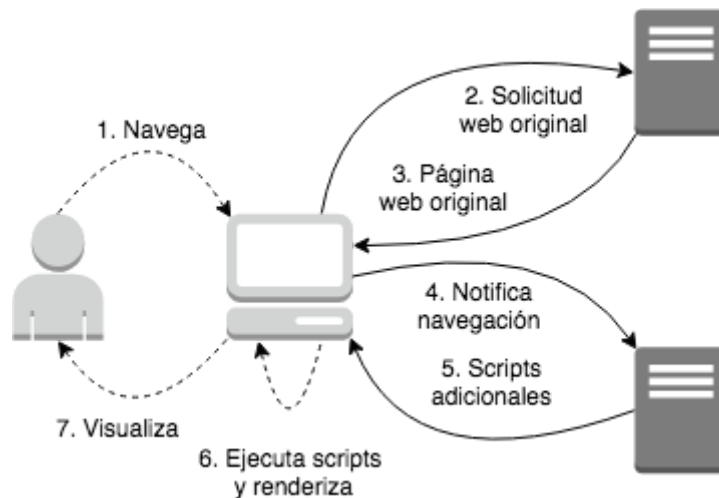 1. Navega
2. Solicitud
web original
3. Página
web original
4. Notifica
navegación
5. Scripts
adicionales
6. Ejecuta scripts
y renderiza
7. Visualiza